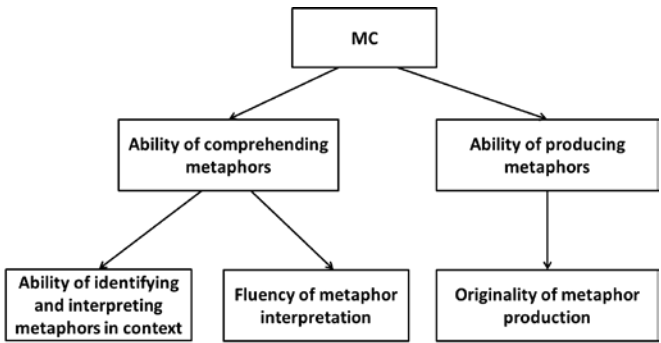 MC
Ability of comprehending
metaphors
Ability of producing
metaphors
Ability of identifying
and interpreting
metaphors in context
Fluency of metaphor
interpretation
Originality of metaphor
production